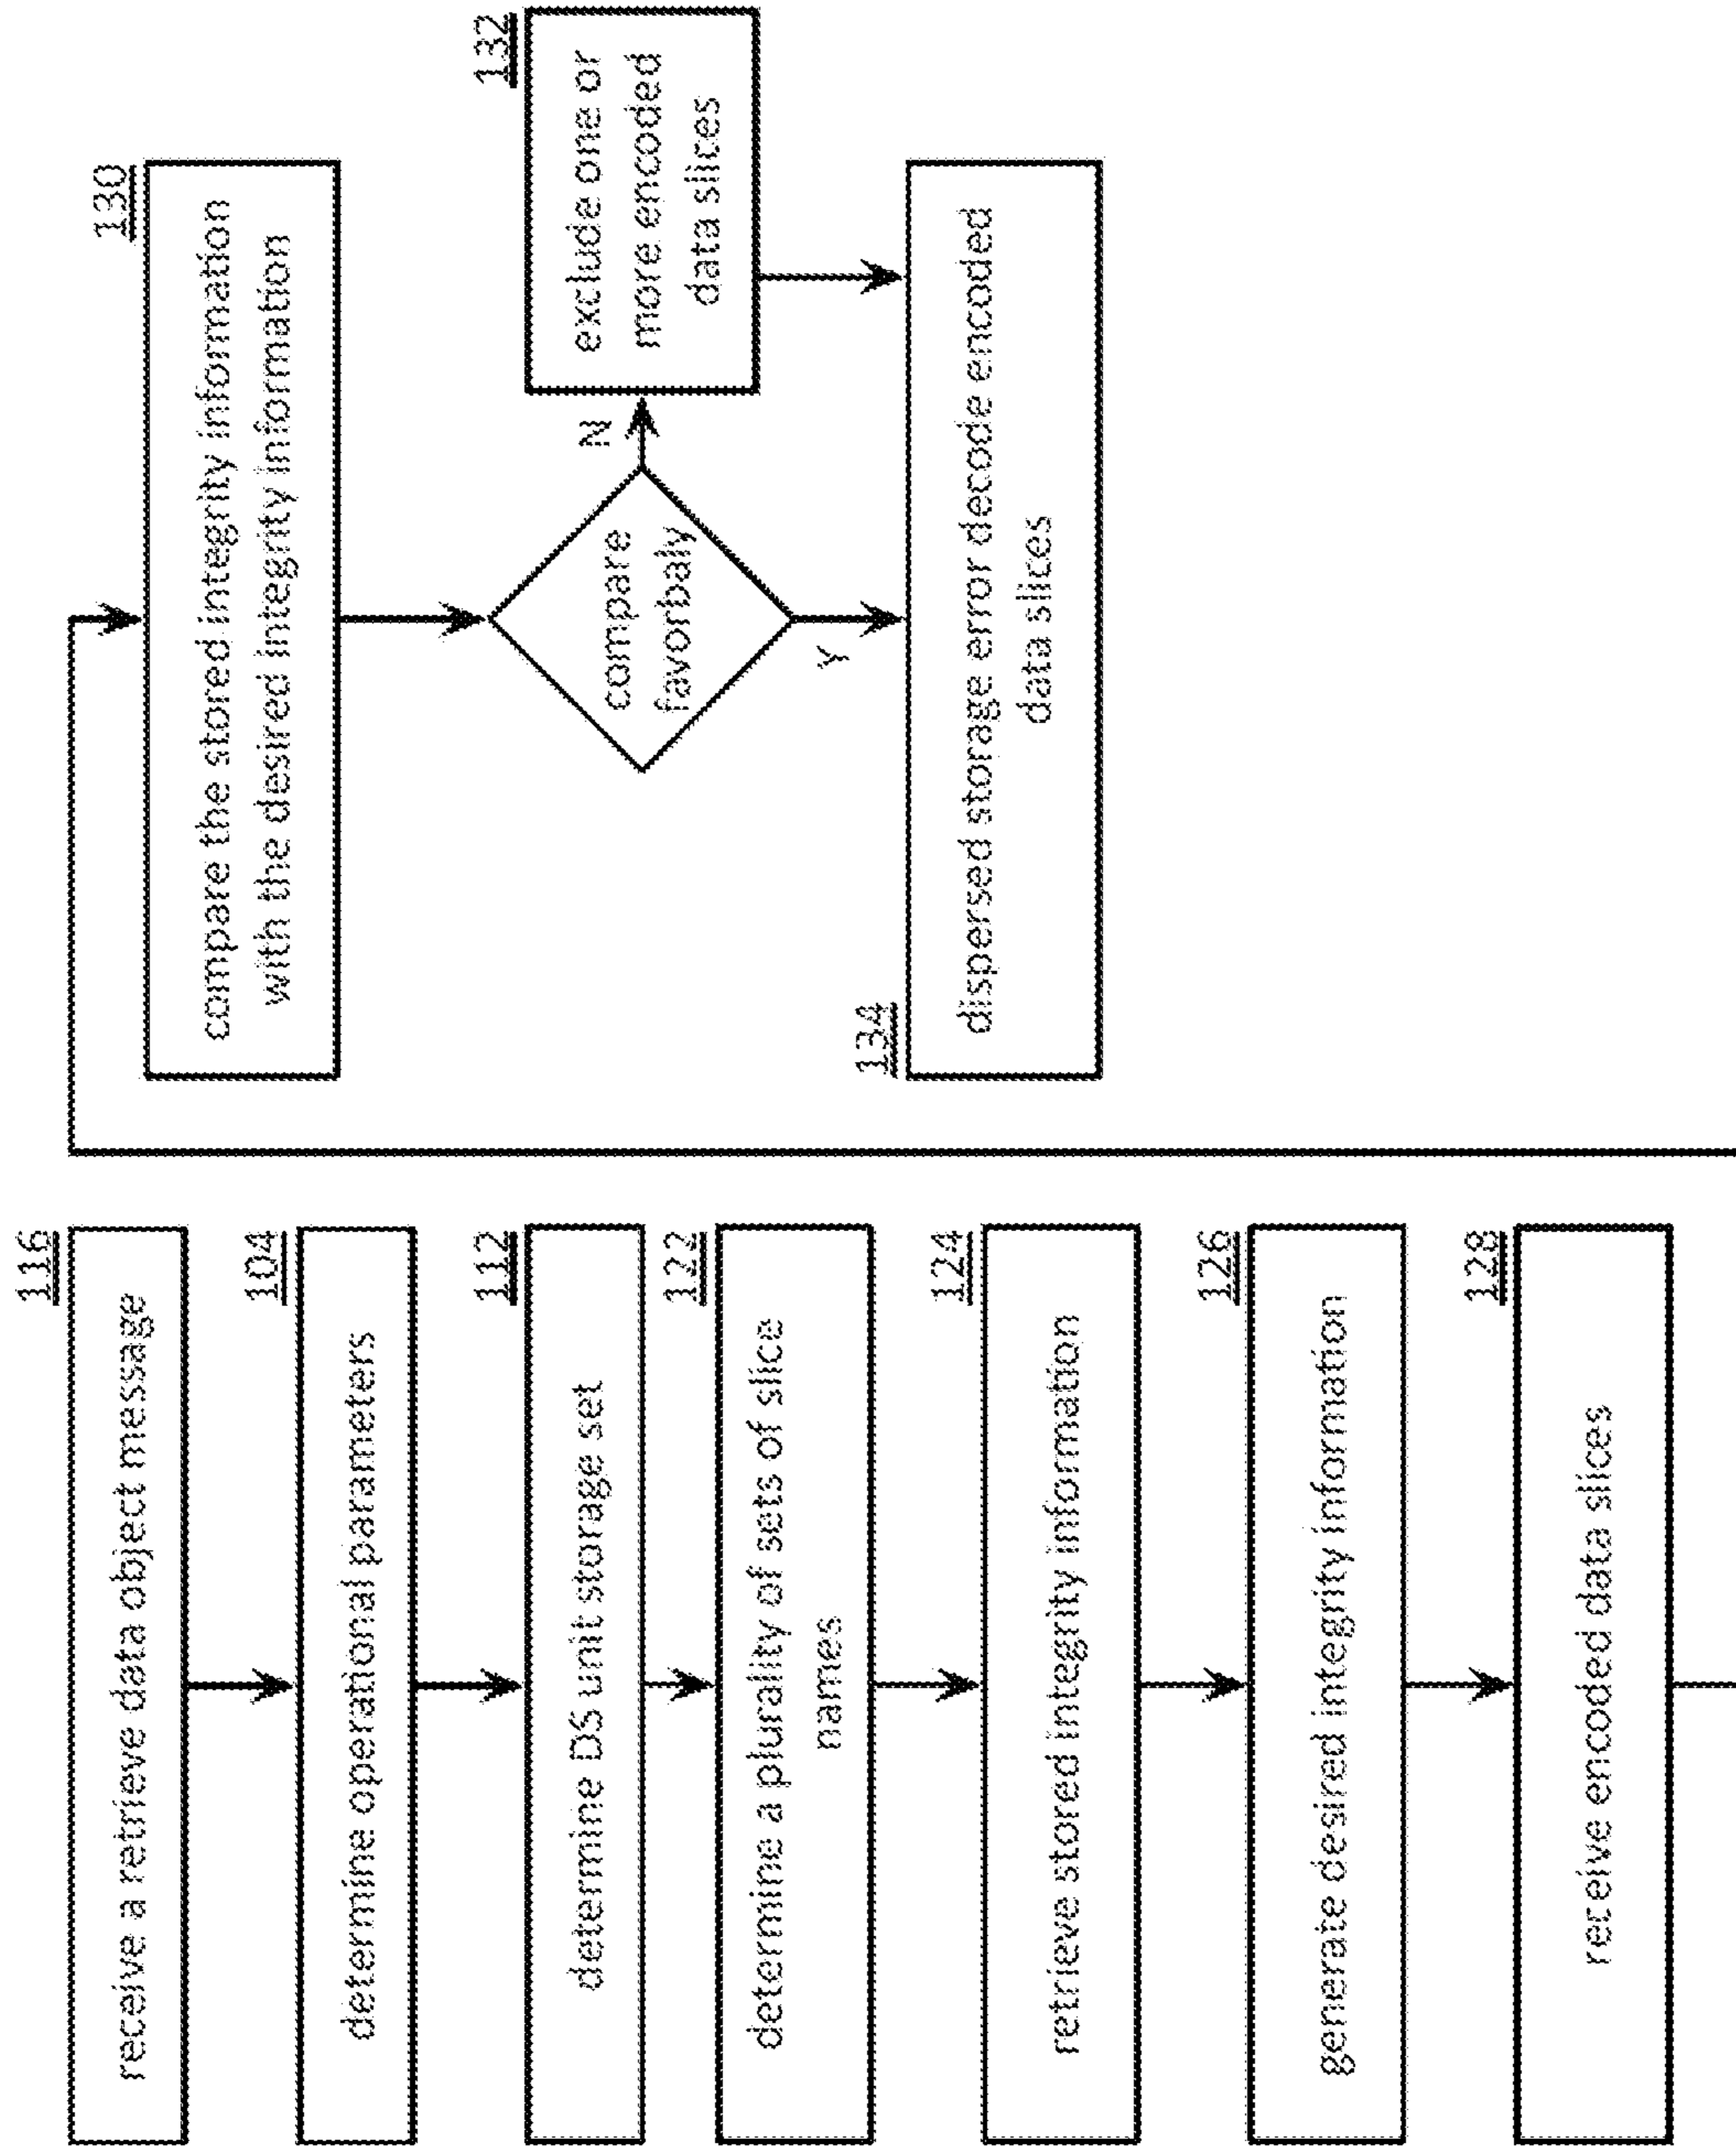 116
receive a retrieve data object message
104
determine operational parameters
112
determine DS unit storage set
122
determine a plurality of sets of slice
names
124
retrieve stored integrity information
126
generate desired integrity information
128
receive encoded data slices
130
compare the stored integrity information
with the desired integrity information
compare
favorbaly
N
Y
132
exclude one or
more encoded
data slices
134
dispersed storage error decode encoded
data slices